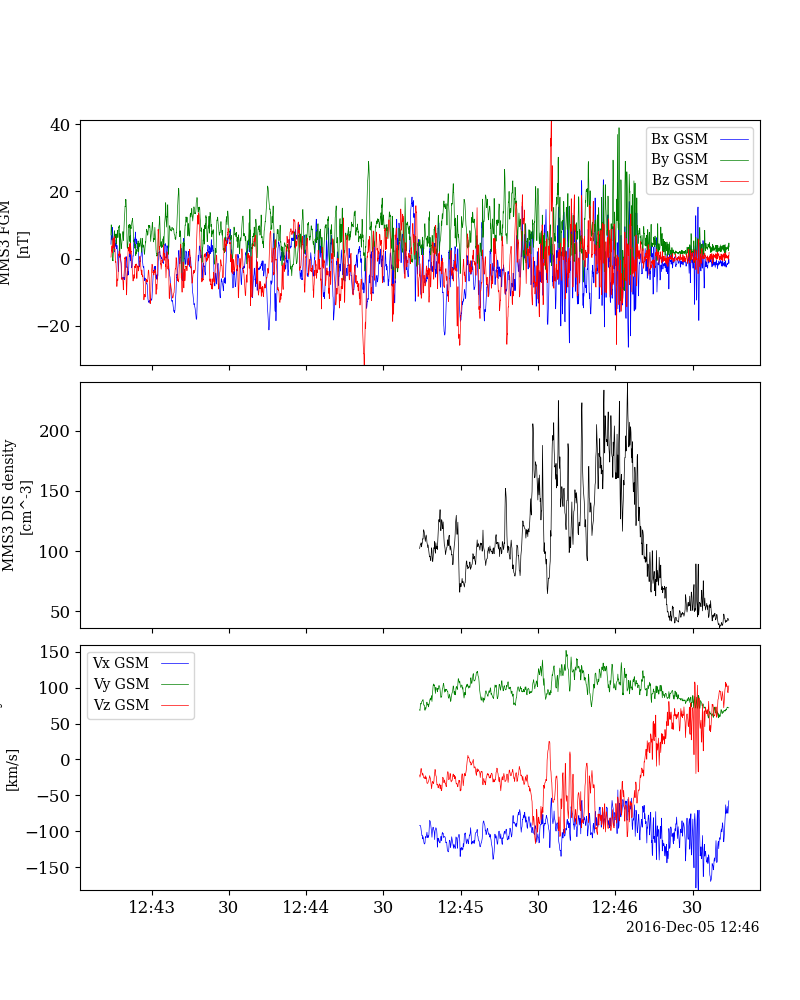 40
20
0
−20
MMS3 FGM
[nT]
Bx GSM
By GSM
Bz GSM
200
150
100
50
MMS3 DIS density
[cm^-3]
150
100
50
0
−50
−100
−150
[km/s]
Vx GSM
Vy GSM
Vz GSM
12:43 30 12:44 30 12:45 30 12:46 30
2016-Dec-05 12:46